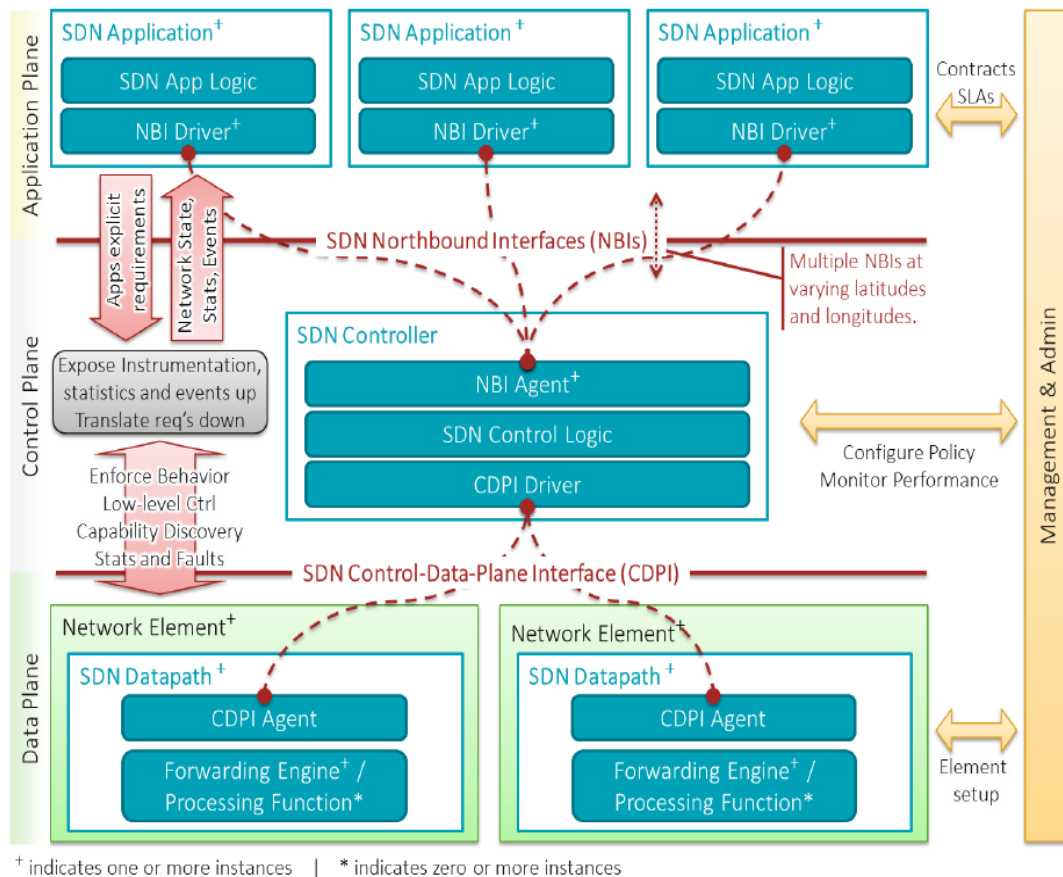 Application Plane
SDN Application+
SDN App Logic
NBI Driver+
SDN Application+
SDN App Logic
NBI Driver+
SDN Application+
SDN App Logic
NBI Driver+
Contracts
SLAs
Apps explicit
requirements
Network State,
Stats, Events
SDN Northbound Interfaces (NBIs)
Multiple NBIs at
varying latitudes
and longitudes.
Control Plane
Expose Instrumentation,
statistics and events up
Translate req's down
SDN Controller
NBI Agent+
SDN Control Logic
CDPI Driver
Configure Policy
Monitor Performance
Management & Admin
Enforce Behavior
Low-level Ctrl
Capability Discovery
Stats and Faults
SDN Control-Data-Plane Interface (CDPI)
Data Plane
Network Element+
SDN Datapath+
CDPI Agent
Forwarding Engine+ /
Processing Function*
Network Element+
SDN Datapath+
CDPI Agent
Forwarding Engine+ /
Processing Function*
Element
setup
+ indicates one or more instances | * indicates zero or more instances